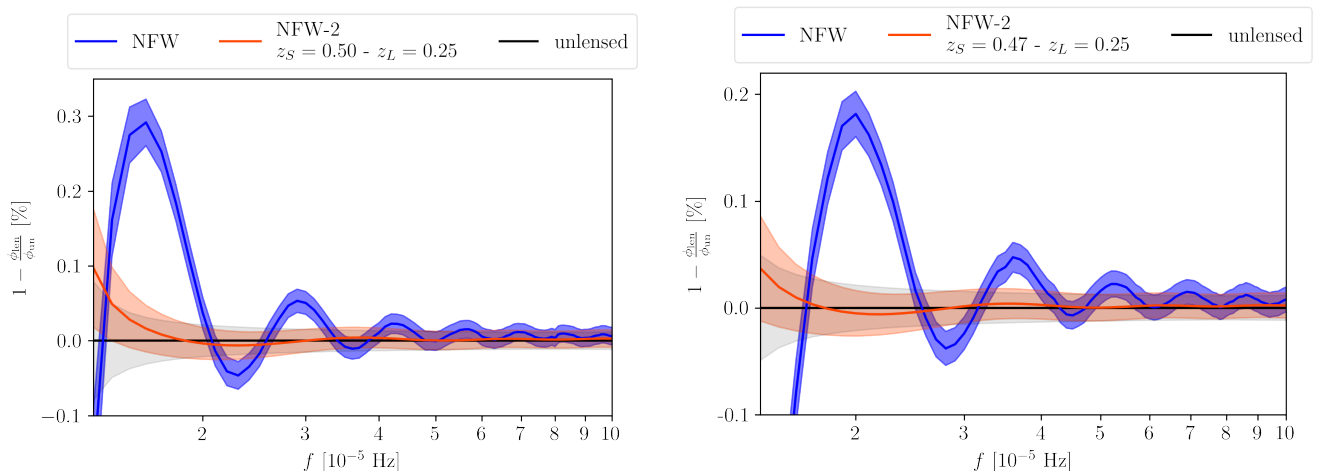 NFW
NFW-2
z_S = 0.50 - z_L = 0.25
unlensed
0.3
0.2
0.1
0.0
−0.1
1 − ϕ_len/ϕ_un [%]
2 3 4 5 6 7 8 9 10
f [10⁻⁵ Hz]
NFW
NFW-2
z_S = 0.47 - z_L = 0.25
unlensed
0.2
0.1
0.0
-0.1
1 − ϕ_len/ϕ_un [%]
2 3 4 5 6 7 8 9 10
f [10⁻⁵ Hz]